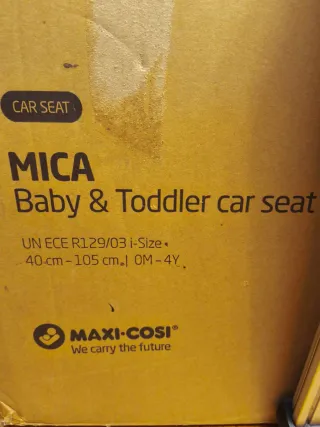 CAR SEAT
MICA
Baby & Toddler car seat
UN ECE R129/03 i-Size
40 cm – 105 cm | 0M – 4Y
MAXI-COSI®
We carry the future